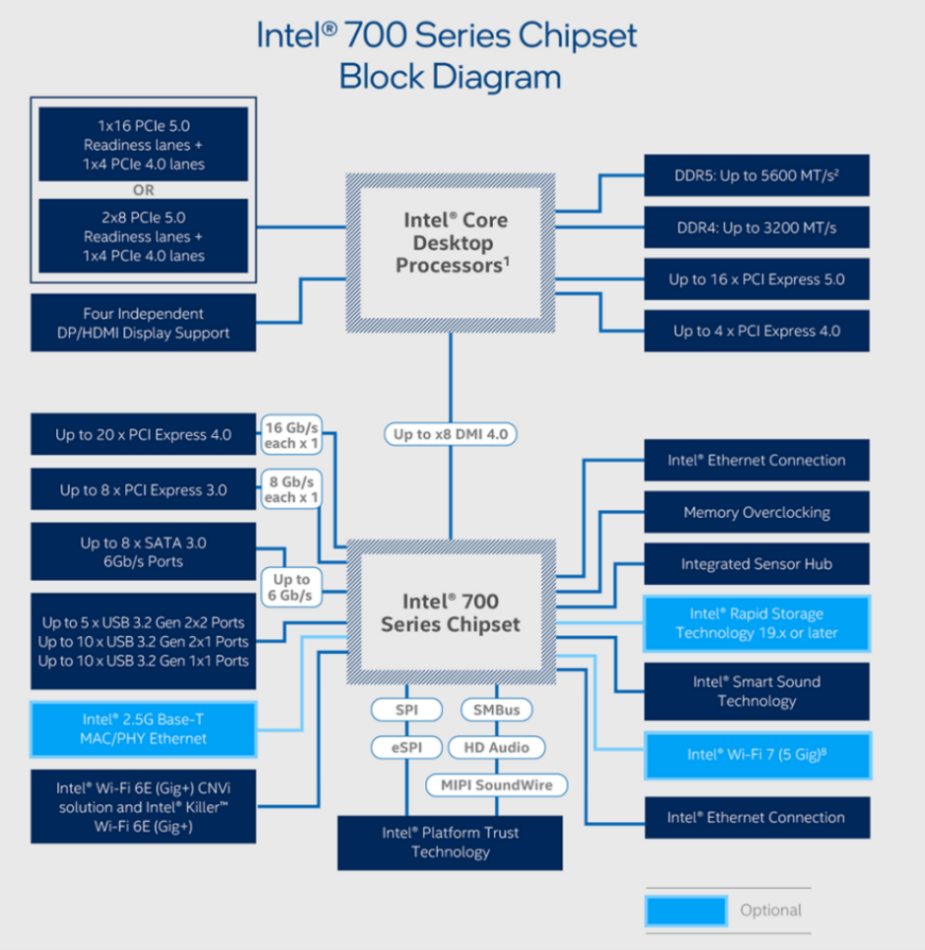 Intel® 700 Series Chipset
Block Diagram
1x16 PCIe 5.0
Readiness lanes +
1x4 PCIe 4.0 lanes
OR
2x8 PCIe 5.0
Readiness lanes +
1x4 PCIe 4.0 lanes
Four Independent
DP/HDMI Display Support
Intel® Core
Desktop
Processors¹
DDR5: Up to 5600 MT/s²
DDR4: Up to 3200 MT/s
Up to 16 x PCI Express 5.0
Up to 4 x PCI Express 4.0
Up to x8 DMI 4.0
Up to 20 x PCI Express 4.0
16 Gb/s
each x 1
Up to 8 x PCI Express 3.0
8 Gb/s
each x 1
Up to 8 x SATA 3.0
6Gb/s Ports
Up to
6 Gb/s
Up to 5 x USB 3.2 Gen 2x2 Ports
Up to 10 x USB 3.2 Gen 2x1 Ports
Up to 10 x USB 3.2 Gen 1x1 Ports
Intel® 2.5G Base-T
MAC/PHY Ethernet
Intel® Wi-Fi 6E (Gig+) CNVi
solution and Intel® Killer™
Wi-Fi 6E (Gig+)
Intel® 700
Series Chipset
Intel® Ethernet Connection
Memory Overclocking
Integrated Sensor Hub
Intel® Rapid Storage
Technology 19.x or later
Intel® Smart Sound
Technology
Intel® Wi-Fi 7 (5 Gig)⁸
Intel® Ethernet Connection
SPI
SMBus
eSPI
HD Audio
MIPI SoundWire
Intel® Platform Trust
Technology
Optional